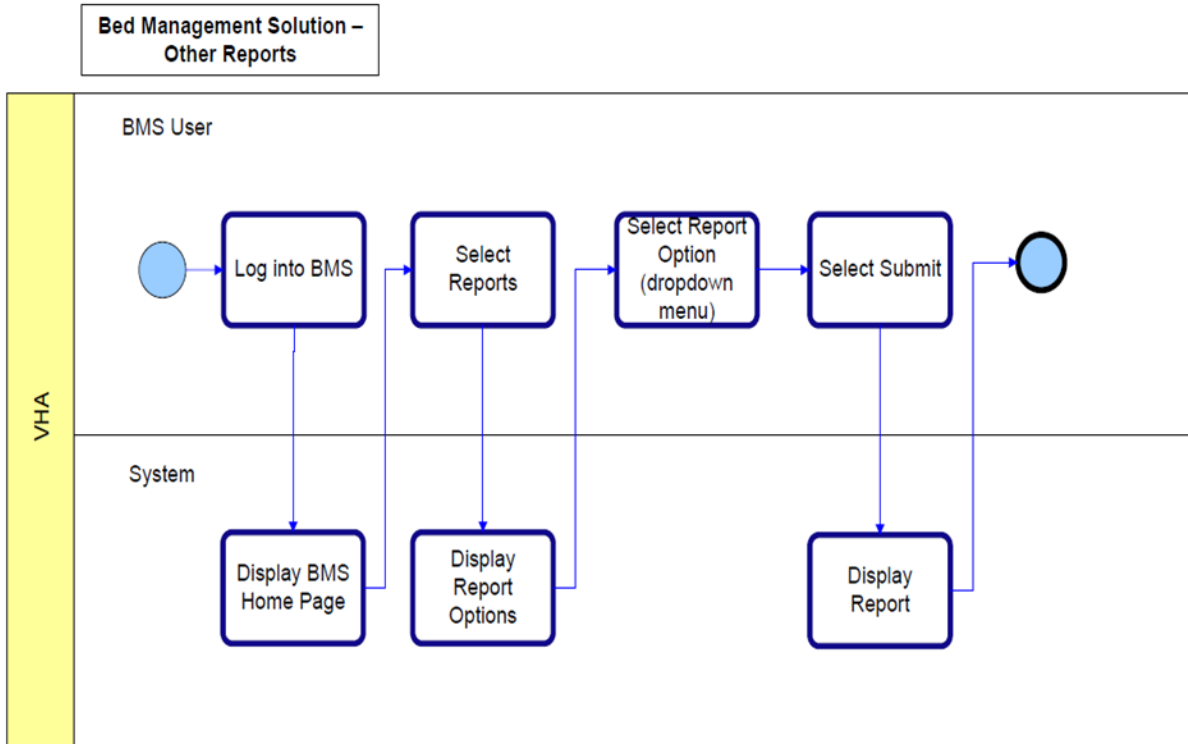 Bed Management Solution –
Other Reports
BMS User
Log into BMS
Select
Reports
Select Report
Option
(dropdown
menu)
Select Submit
VHA
System
Display BMS
Home Page
Display
Report
Options
Display
Report